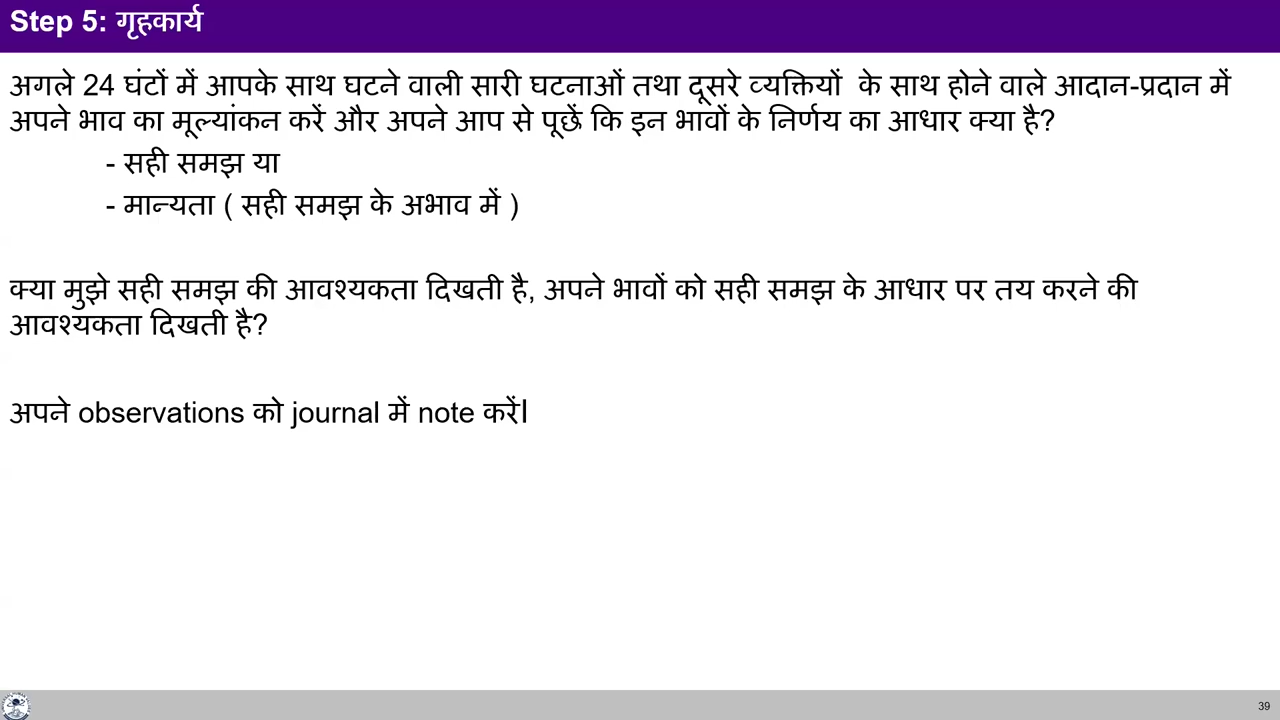 Step 5: गृहकार्य
अगले 24 घंटों में आपके साथ घटने वाली सारी घटनाओं तथा दूसरे व्यक्तियों के साथ होने वाले आदान-प्रदान में
अपने भाव का मूल्यांकन करें और अपने आप से पूछें कि इन भावों के निर्णय का आधार क्या है?
- सही समझ या
- मान्यता ( सही समझ के अभाव में )
क्या मुझे सही समझ की आवश्यकता दिखती है, अपने भावों को सही समझ के आधार पर तय करने की
आवश्यकता दिखती है?
अपने observations को journal में note करें।
39